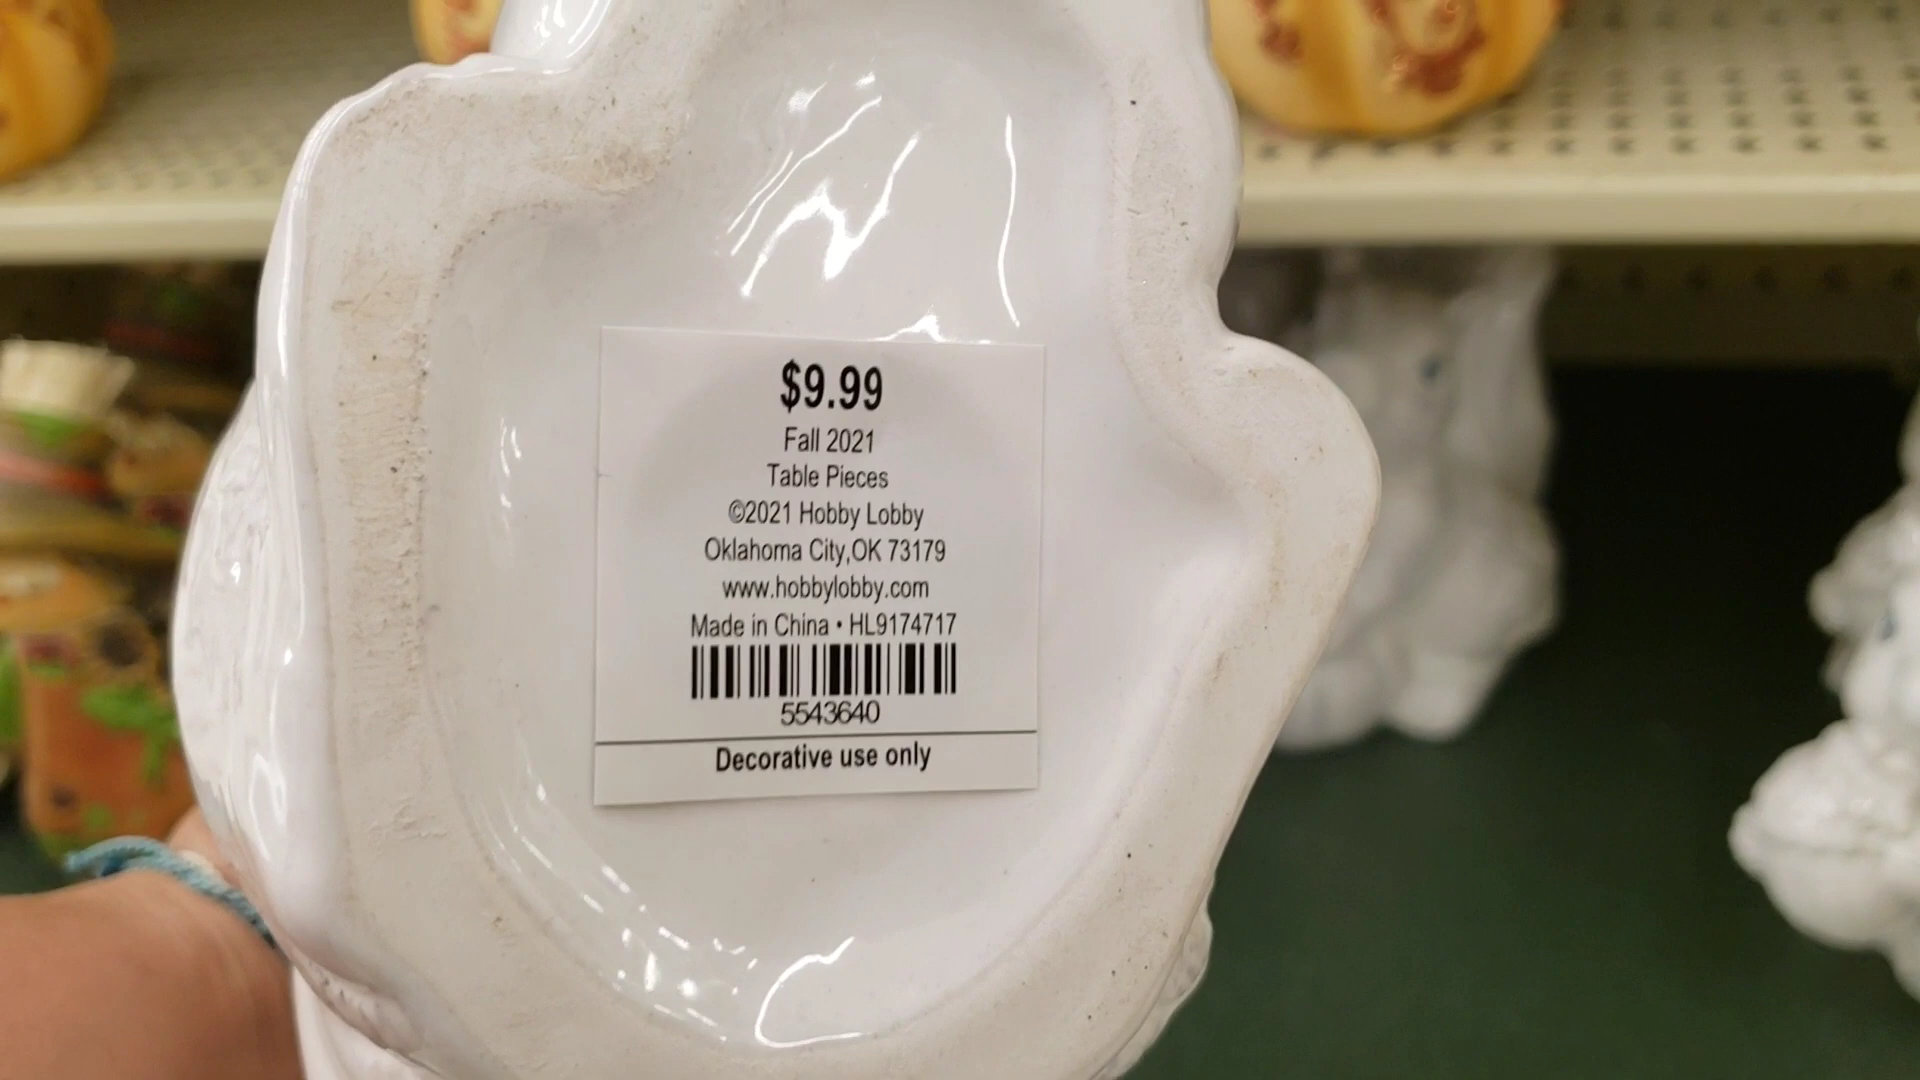 $9.99
Fall 2021
Table Pieces
©2021 Hobby Lobby
Oklahoma City,OK 73179
www.hobbylobby.com
Made in China • HL9174717
5543640
Decorative use only